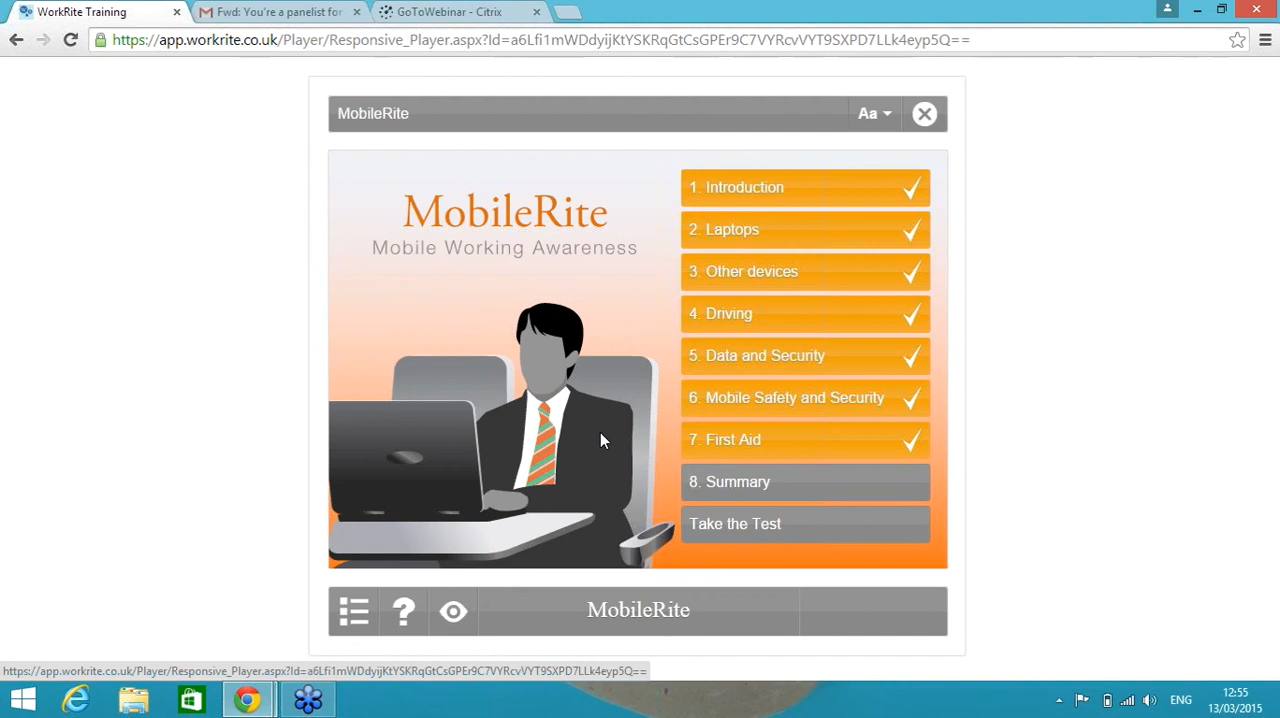 WorkRite Training
Fwd: You're a panelist for
GoToWebinar - Citrix
https://app.workrite.co.uk/Player/Responsive_Player.aspx?Id=a6Lfi1mWDdyijKtYSKRqGtCsGPEr9C7VYRcvVYT9SXPD7LLk4eyp5Q==
MobileRite
Aa
MobileRite
Mobile Working Awareness
1. Introduction
2. Laptops
3. Other devices
4. Driving
5. Data and Security
6. Mobile Safety and Security
7. First Aid
8. Summary
Take the Test
?
MobileRite
https://app.workrite.co.uk/Player/Responsive_Player.aspx?Id=a6Lfi1mWDdyijKtYSKRqGtCsGPEr9C7VYRcvVYT9SXPD7LLk4eyp5Q==
ENG
12:55
13/03/2015